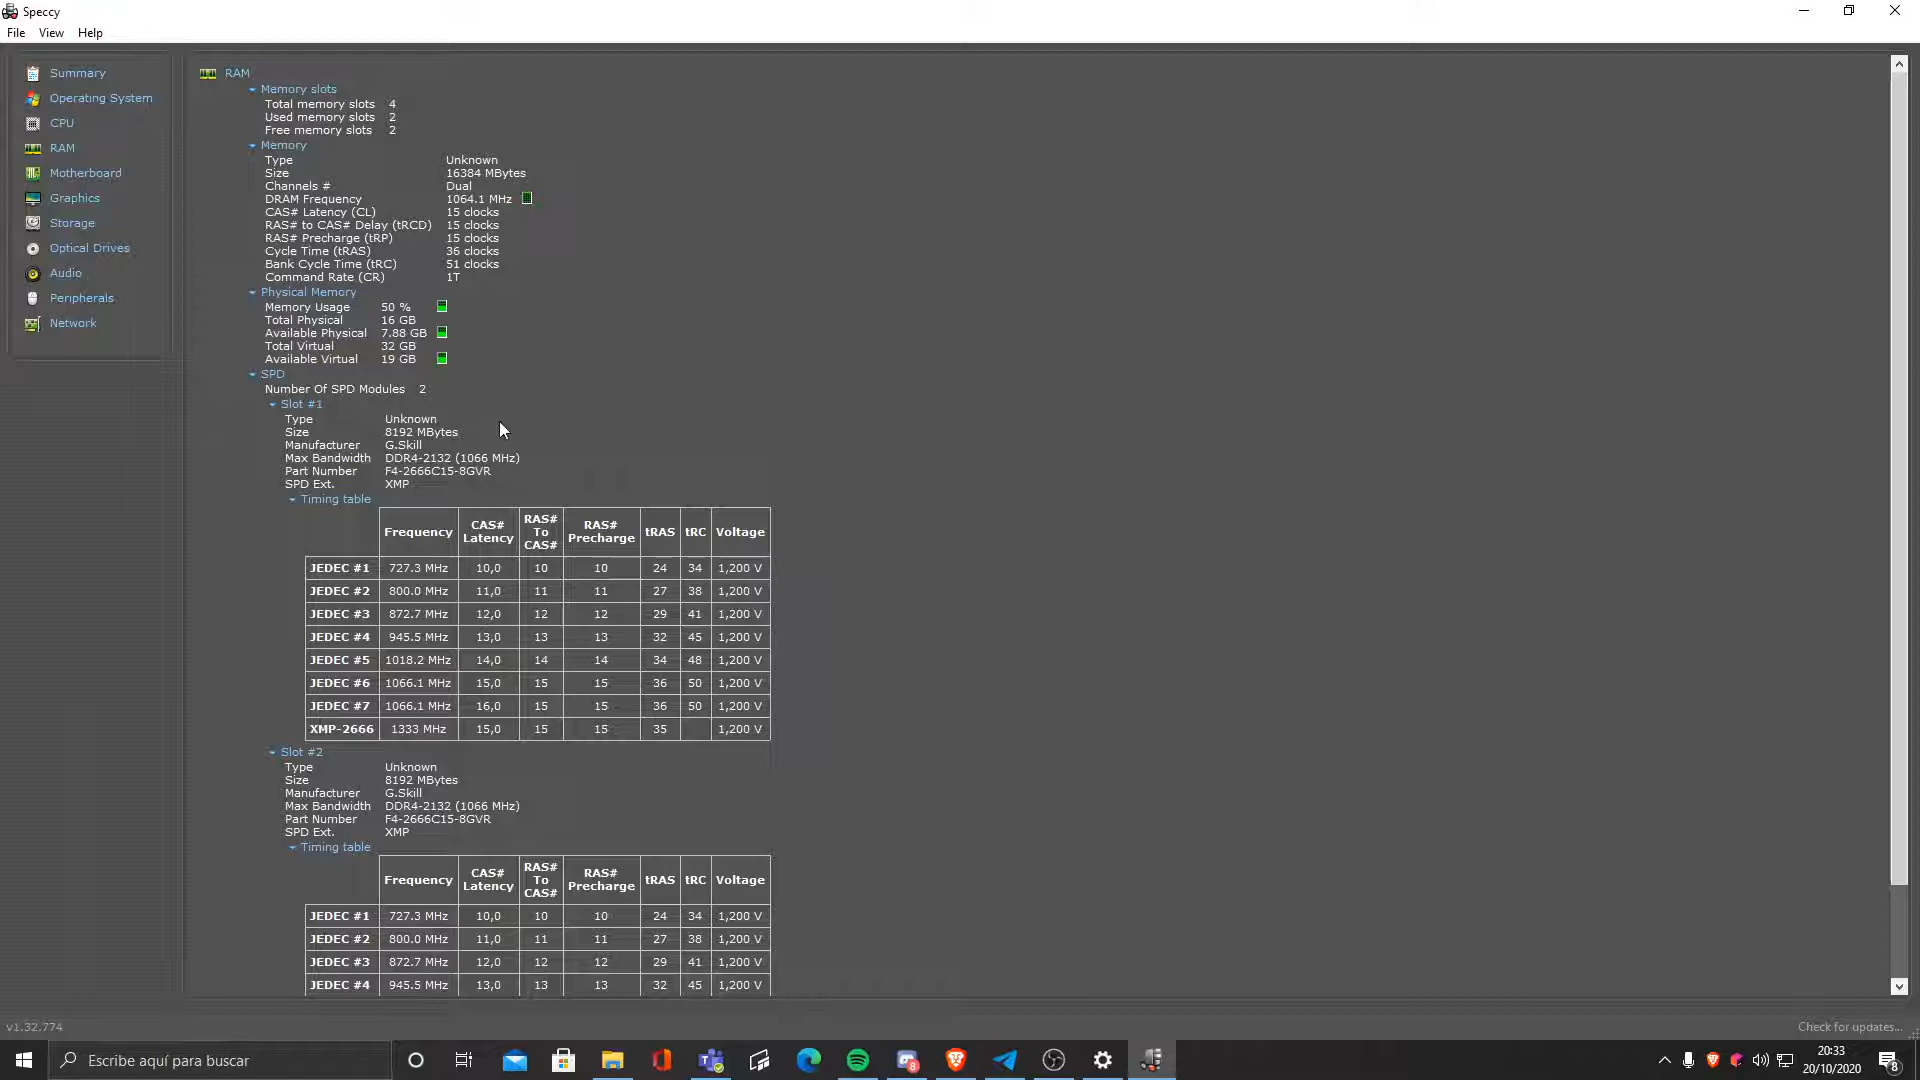 Speccy
File View Help
Summary
Operating System
CPU
RAM
Motherboard
Graphics
Storage
Optical Drives
Audio
Peripherals
Network
RAM
Memory slots
Total memory slots 4
Used memory slots 2
Free memory slots 2
Memory
Type Unknown
Size 16384 MBytes
Channels # Dual
DRAM Frequency 1064.1 MHz
CAS# Latency (CL) 15 clocks
RAS# to CAS# Delay (tRCD) 15 clocks
RAS# Precharge (tRP) 15 clocks
Cycle Time (tRAS) 36 clocks
Bank Cycle Time (tRC) 51 clocks
Command Rate (CR) 1T
Physical Memory
Memory Usage 50 %
Total Physical 16 GB
Available Physical 7.88 GB
Total Virtual 32 GB
Available Virtual 19 GB
SPD
Number Of SPD Modules 2
Slot #1
Type Unknown
Size 8192 MBytes
Manufacturer G.Skill
Max Bandwidth DDR4-2132 (1066 MHz)
Part Number F4-2666C15-8GVR
SPD Ext. XMP
Timing table
Frequency CAS# Latency RAS# To CAS# RAS# Precharge tRAS tRC Voltage
JEDEC #1 727.3 MHz 10,0 10 10 24 34 1,200 V
JEDEC #2 800.0 MHz 11,0 11 11 27 38 1,200 V
JEDEC #3 872.7 MHz 12,0 12 12 29 41 1,200 V
JEDEC #4 945.5 MHz 13,0 13 13 32 45 1,200 V
JEDEC #5 1018.2 MHz 14,0 14 14 34 48 1,200 V
JEDEC #6 1066.1 MHz 15,0 15 15 36 50 1,200 V
JEDEC #7 1066.1 MHz 16,0 15 15 36 50 1,200 V
XMP-2666 1333 MHz 15,0 15 15 35 1,200 V
Slot #2
Type Unknown
Size 8192 MBytes
Manufacturer G.Skill
Max Bandwidth DDR4-2132 (1066 MHz)
Part Number F4-2666C15-8GVR
SPD Ext. XMP
Timing table
Frequency CAS# Latency RAS# To CAS# RAS# Precharge tRAS tRC Voltage
JEDEC #1 727.3 MHz 10,0 10 10 24 34 1,200 V
JEDEC #2 800.0 MHz 11,0 11 11 27 38 1,200 V
JEDEC #3 872.7 MHz 12,0 12 12 29 41 1,200 V
JEDEC #4 945.5 MHz 13,0 13 13 32 45 1,200 V
v1.32.774
Check for updates...
Escribe aquí para buscar
8
20:33
20/10/2020
8